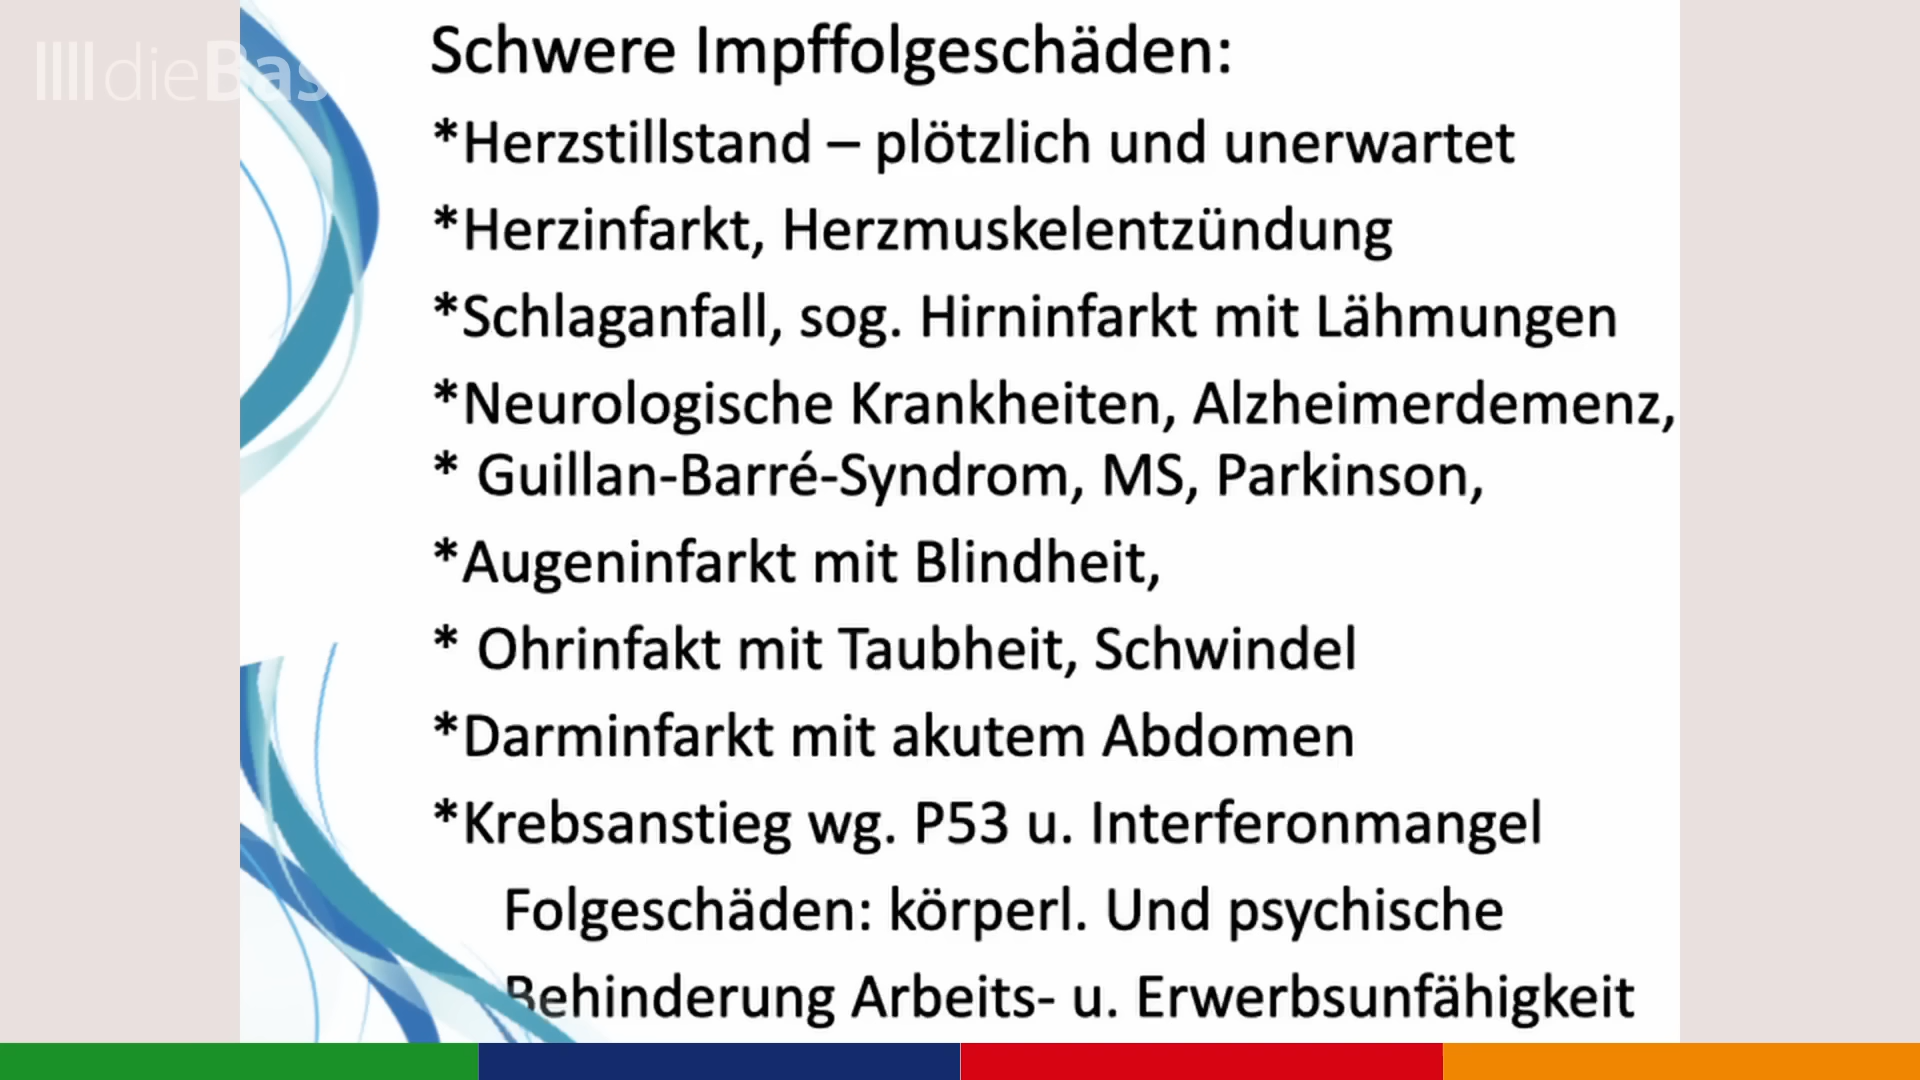 dieBas
Schwere Impffolgeschäden:
*Herzstillstand – plötzlich und unerwartet
*Herzinfarkt, Herzmuskelentzündung
*Schlaganfall, sog. Hirninfarkt mit Lähmungen
*Neurologische Krankheiten, Alzheimerdemenz,
* Guillan-Barré-Syndrom, MS, Parkinson,
*Augeninfarkt mit Blindheit,
* Ohrinfakt mit Taubheit, Schwindel
*Darminfarkt mit akutem Abdomen
*Krebsanstieg wg. P53 u. Interferonmangel
Folgeschäden: körperl. Und psychische
Behinderung Arbeits- u. Erwerbsunfähigkeit